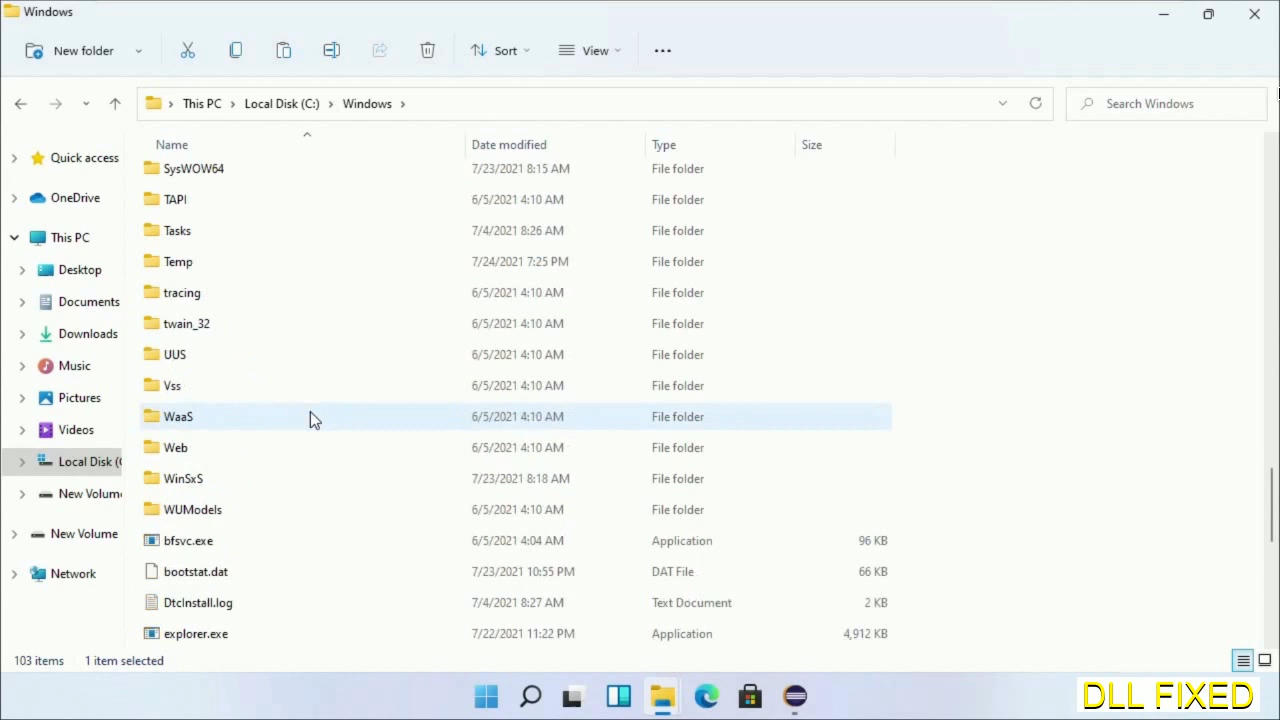 Windows
New folder Sort View
This PC Local Disk (C:) Windows Search Windows
Name Date modified Type Size
Quick access
OneDrive
This PC
Desktop
Documents
Downloads
Music
Pictures
Videos
Local Disk (
New Volum
New Volume
Network
SysWOW64 7/23/2021 8:15 AM File folder
TAPI 6/5/2021 4:10 AM File folder
Tasks 7/4/2021 8:26 AM File folder
Temp 7/24/2021 7:25 PM File folder
tracing 6/5/2021 4:10 AM File folder
twain_32 6/5/2021 4:10 AM File folder
UUS 6/5/2021 4:10 AM File folder
Vss 6/5/2021 4:10 AM File folder
WaaS 6/5/2021 4:10 AM File folder
Web 6/5/2021 4:10 AM File folder
WinSxS 7/23/2021 8:18 AM File folder
WUModels 6/5/2021 4:10 AM File folder
bfsvc.exe 6/5/2021 4:04 AM Application 96 KB
bootstat.dat 7/23/2021 10:55 PM DAT File 66 KB
DtcInstall.log 7/4/2021 8:27 AM Text Document 2 KB
explorer.exe 7/22/2021 11:22 PM Application 4,912 KB
103 items 1 item selected
DLL FIXED